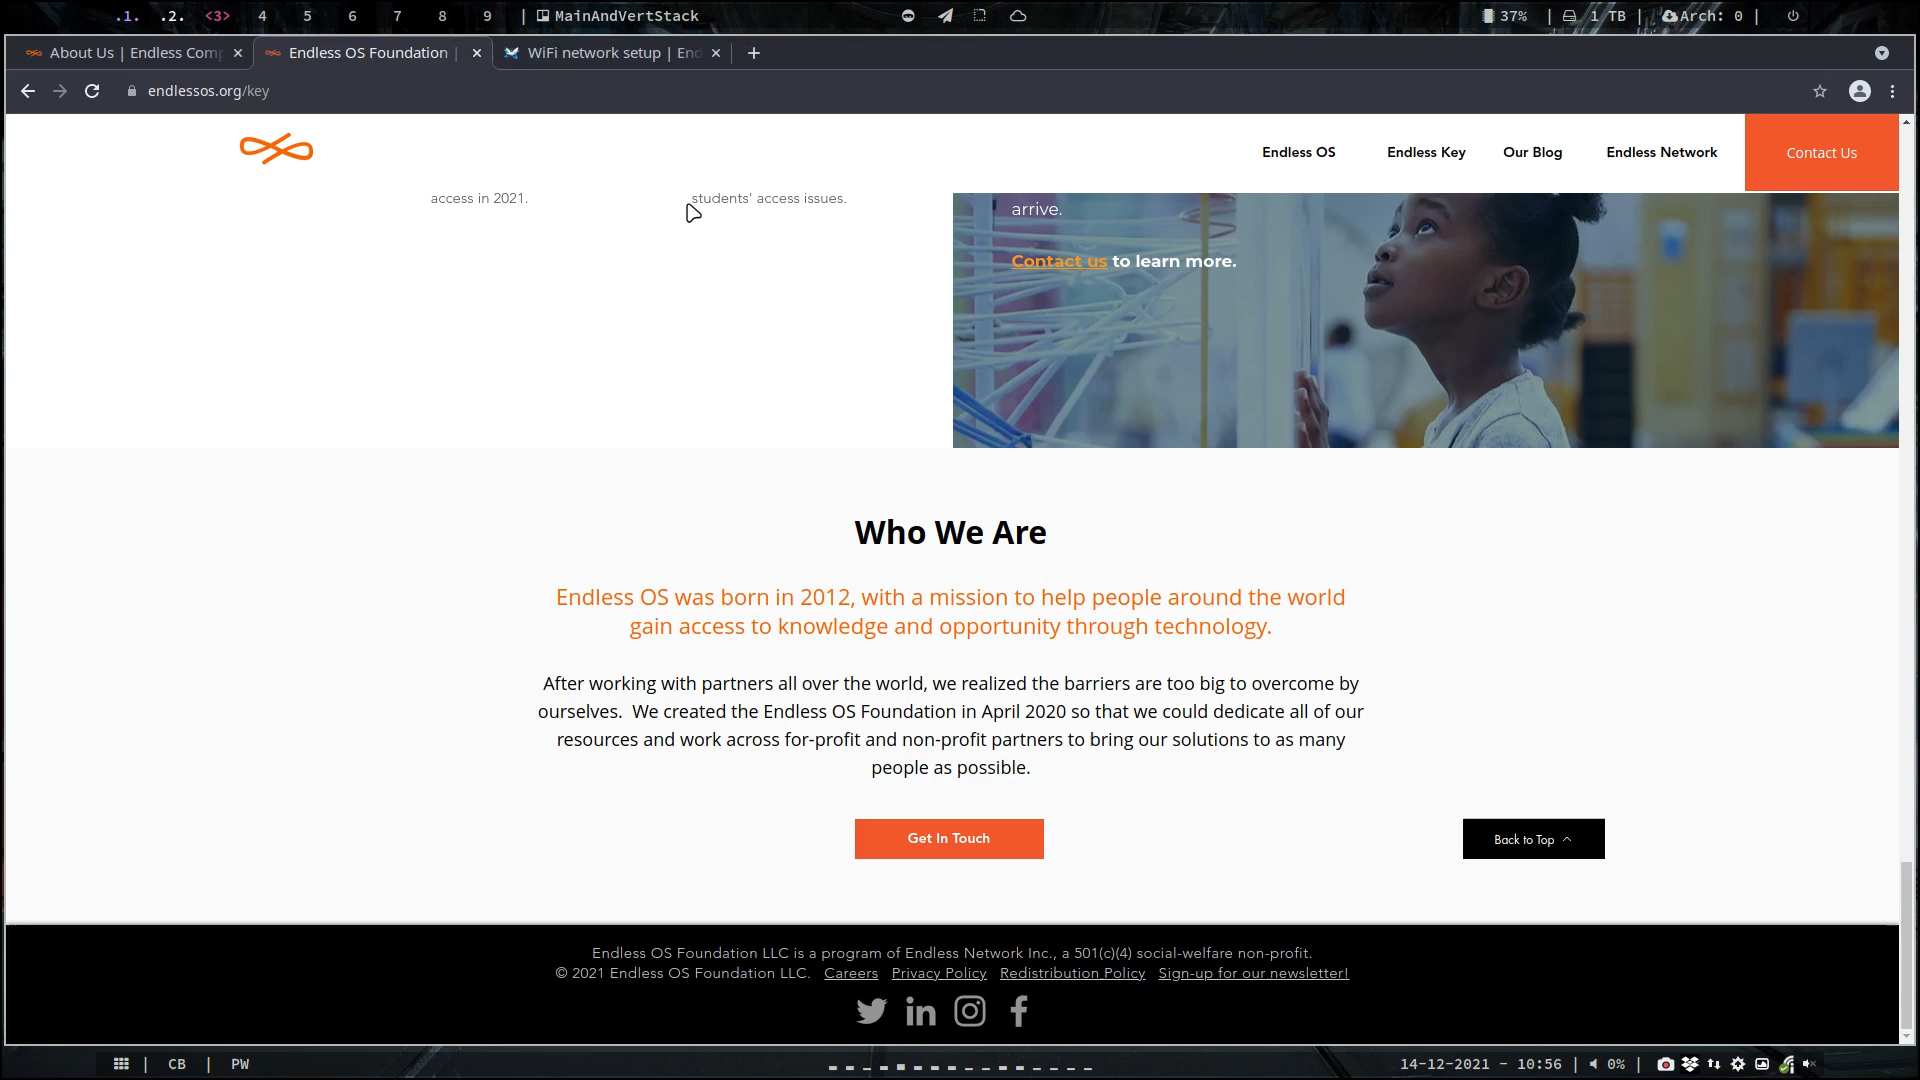 .1. .2. <3> 4 5 6 7 8 9 | MainAndVertStack 37% | 1 TB | Arch: 0 |
About Us | Endless Comp Endless OS Foundation | WiFi network setup | End
endlessos.org/key
Endless OS Endless Key Our Blog Endless Network Contact Us
access in 2021.
students' access issues.
arrive.
Contact us to learn more.
Who We Are
Endless OS was born in 2012, with a mission to help people around the world
gain access to knowledge and opportunity through technology.
After working with partners all over the world, we realized the barriers are too big to overcome by
ourselves. We created the Endless OS Foundation in April 2020 so that we could dedicate all of our
resources and work across for-profit and non-profit partners to bring our solutions to as many
people as possible.
Get In Touch
Back to Top
Endless OS Foundation LLC is a program of Endless Network Inc., a 501(c)(4) social-welfare non-profit.
© 2021 Endless OS Foundation LLC. Careers Privacy Policy Redistribution Policy Sign-up for our newsletter!
| CB | PW 14-12-2021 - 10:56 | 0% |